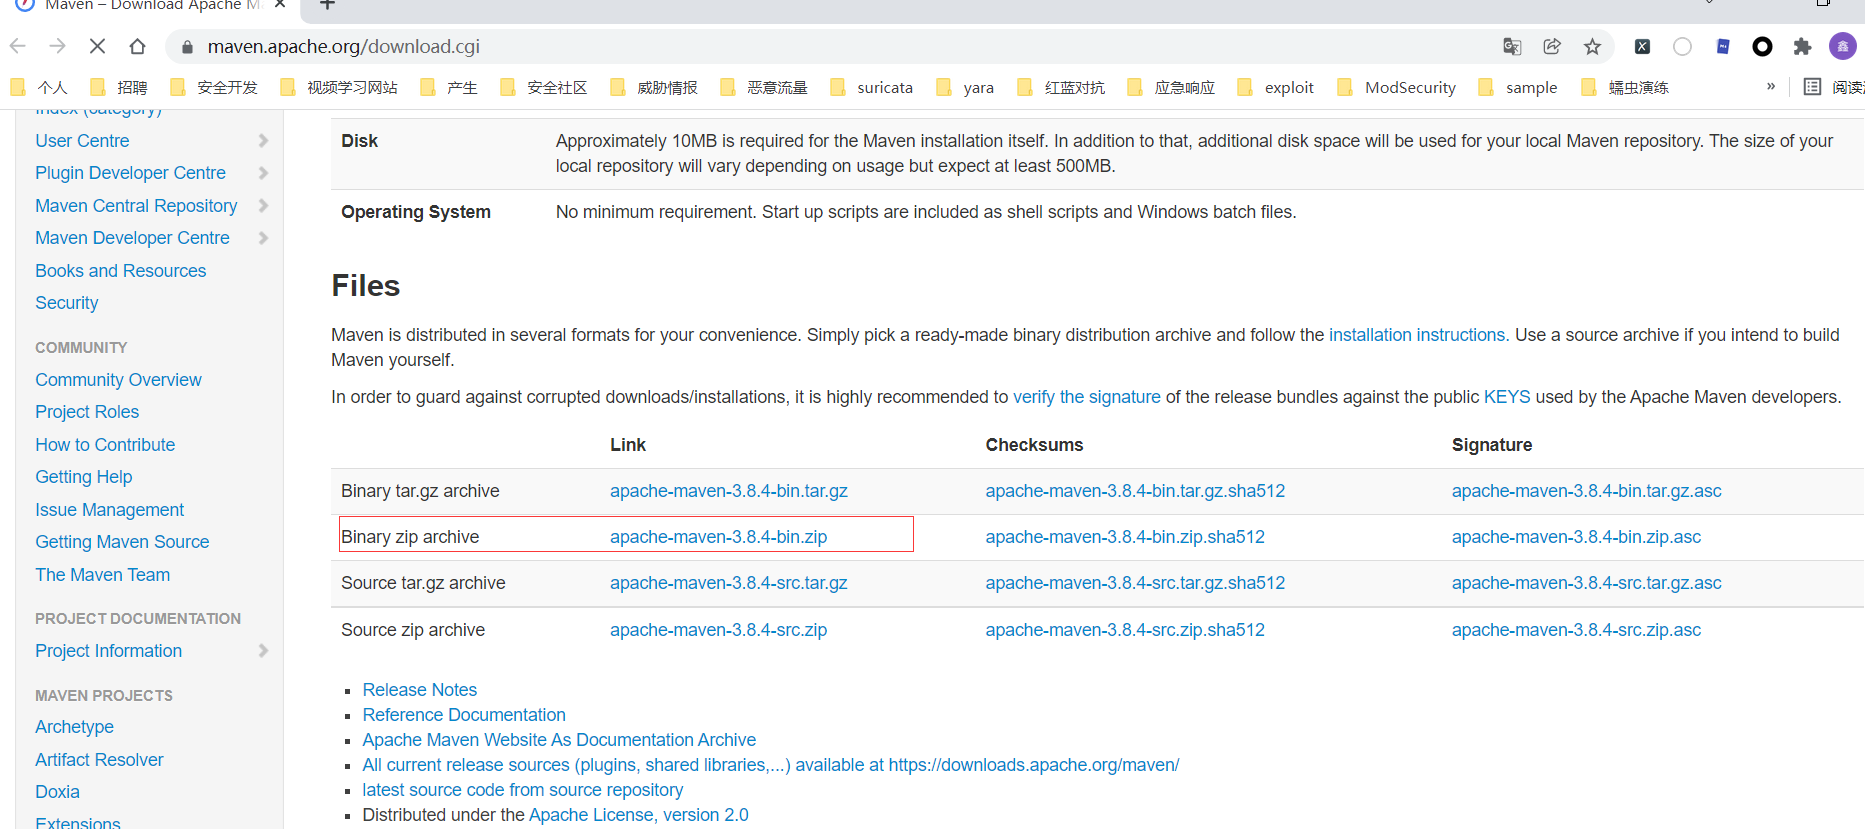 Maven – Download Apache M
maven.apache.org/download.cgi
个人 招聘 安全开发 视频学习网站 产生 安全社区 威胁情报 恶意流量 suricata yara 红蓝对抗 应急响应 exploit ModSecurity sample 蠕虫演练 » 阅读
鑫
Index (category)
User Centre
Plugin Developer Centre
Maven Central Repository
Maven Developer Centre
Books and Resources
Security
COMMUNITY
Community Overview
Project Roles
How to Contribute
Getting Help
Issue Management
Getting Maven Source
The Maven Team
PROJECT DOCUMENTATION
Project Information
MAVEN PROJECTS
Archetype
Artifact Resolver
Doxia
Extensions
Disk Approximately 10MB is required for the Maven installation itself. In addition to that, additional disk space will be used for your local Maven repository. The size of your
local repository will vary depending on usage but expect at least 500MB.
Operating System No minimum requirement. Start up scripts are included as shell scripts and Windows batch files.
Files
Maven is distributed in several formats for your convenience. Simply pick a ready-made binary distribution archive and follow the installation instructions. Use a source archive if you intend to build
Maven yourself.
In order to guard against corrupted downloads/installations, it is highly recommended to verify the signature of the release bundles against the public KEYS used by the Apache Maven developers.
Link Checksums Signature
Binary tar.gz archive apache-maven-3.8.4-bin.tar.gz apache-maven-3.8.4-bin.tar.gz.sha512 apache-maven-3.8.4-bin.tar.gz.asc
Binary zip archive apache-maven-3.8.4-bin.zip apache-maven-3.8.4-bin.zip.sha512 apache-maven-3.8.4-bin.zip.asc
Source tar.gz archive apache-maven-3.8.4-src.tar.gz apache-maven-3.8.4-src.tar.gz.sha512 apache-maven-3.8.4-src.tar.gz.asc
Source zip archive apache-maven-3.8.4-src.zip apache-maven-3.8.4-src.zip.sha512 apache-maven-3.8.4-src.zip.asc
Release Notes
Reference Documentation
Apache Maven Website As Documentation Archive
All current release sources (plugins, shared libraries,...) available at https://downloads.apache.org/maven/
latest source code from source repository
Distributed under the Apache License, version 2.0